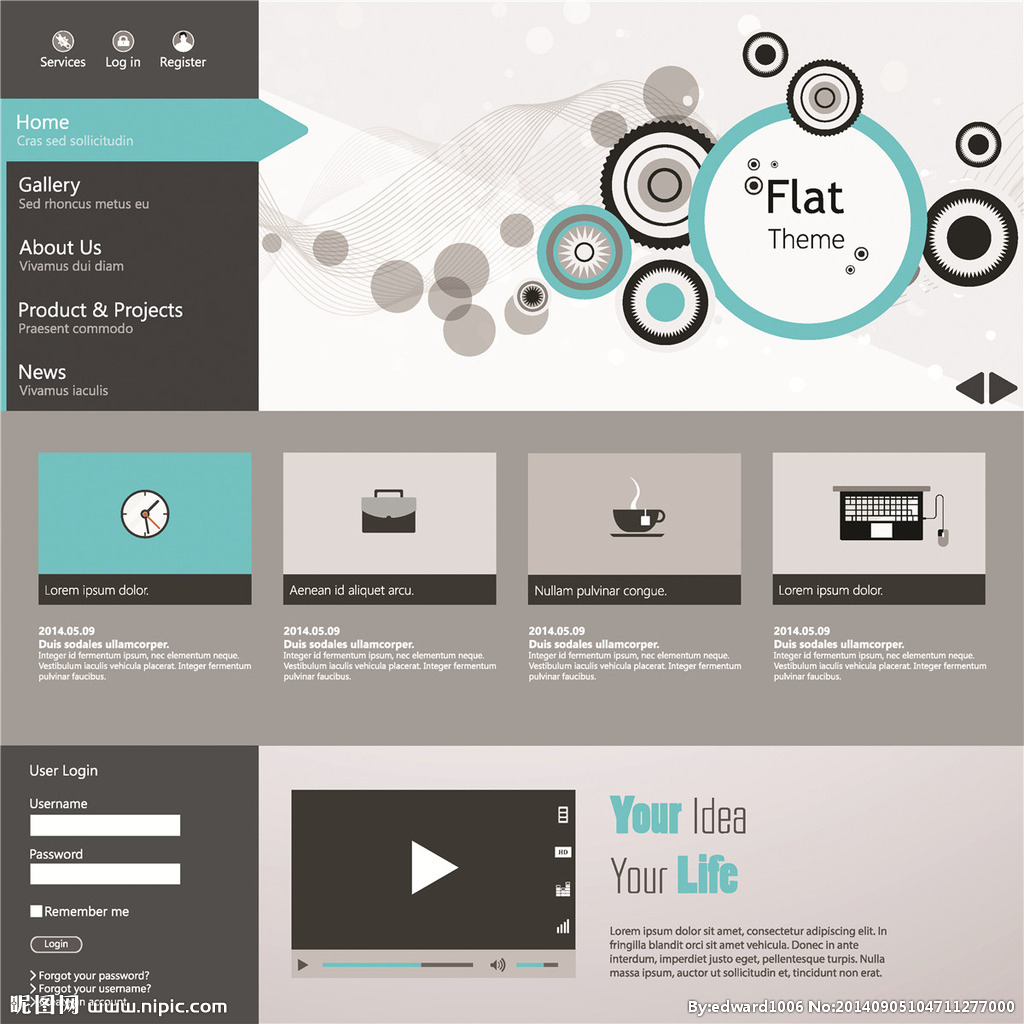 Services
Log in
Register
Home
Cras sed sollicitudin
Gallery
Sed rhoncus metus eu
About Us
Vivamus dui diam
Product & Projects
Praesent commodo
News
Vivamus iaculis
Flat
Theme
Lorem ipsum dolor.
2014.05.09
Duis sodales ullamcorper.
Integer id fermentum ipsum, nec elementum neque.
Vestibulum iaculis vehicula placerat. Integer fermentum
pulvinar faucibus.
Aenean id aliquet arcu.
2014.05.09
Duis sodales ullamcorper.
Integer id fermentum ipsum, nec elementum neque.
Vestibulum iaculis vehicula placerat. Integer fermentum
pulvinar faucibus.
Nullam pulvinar congue.
2014.05.09
Duis sodales ullamcorper.
Integer id fermentum ipsum, nec elementum neque.
Vestibulum iaculis vehicula placerat. Integer fermentum
pulvinar faucibus.
Lorem ipsum dolor.
2014.05.09
Duis sodales ullamcorper.
Integer id fermentum ipsum, nec elementum neque.
Vestibulum iaculis vehicula placerat. Integer fermentum
pulvinar faucibus.
User Login
Username
Password
Remember me
Login
Forgot your password?
Forgot your username?
account
HD
Your Idea
Your Life
Lorem ipsum dolor sit amet, consectetur adipiscing elit. In
fringilla blandit orci sit amet vehicula. Donec in ante
interdum, imperdiet justo eget, pellentesque turpis. Nulla
massa ipsum, auctor ut sollicitudin et, tincidunt non erat.
昵图网 www.nipic.com
By:edward1006 No:20140905104711277000